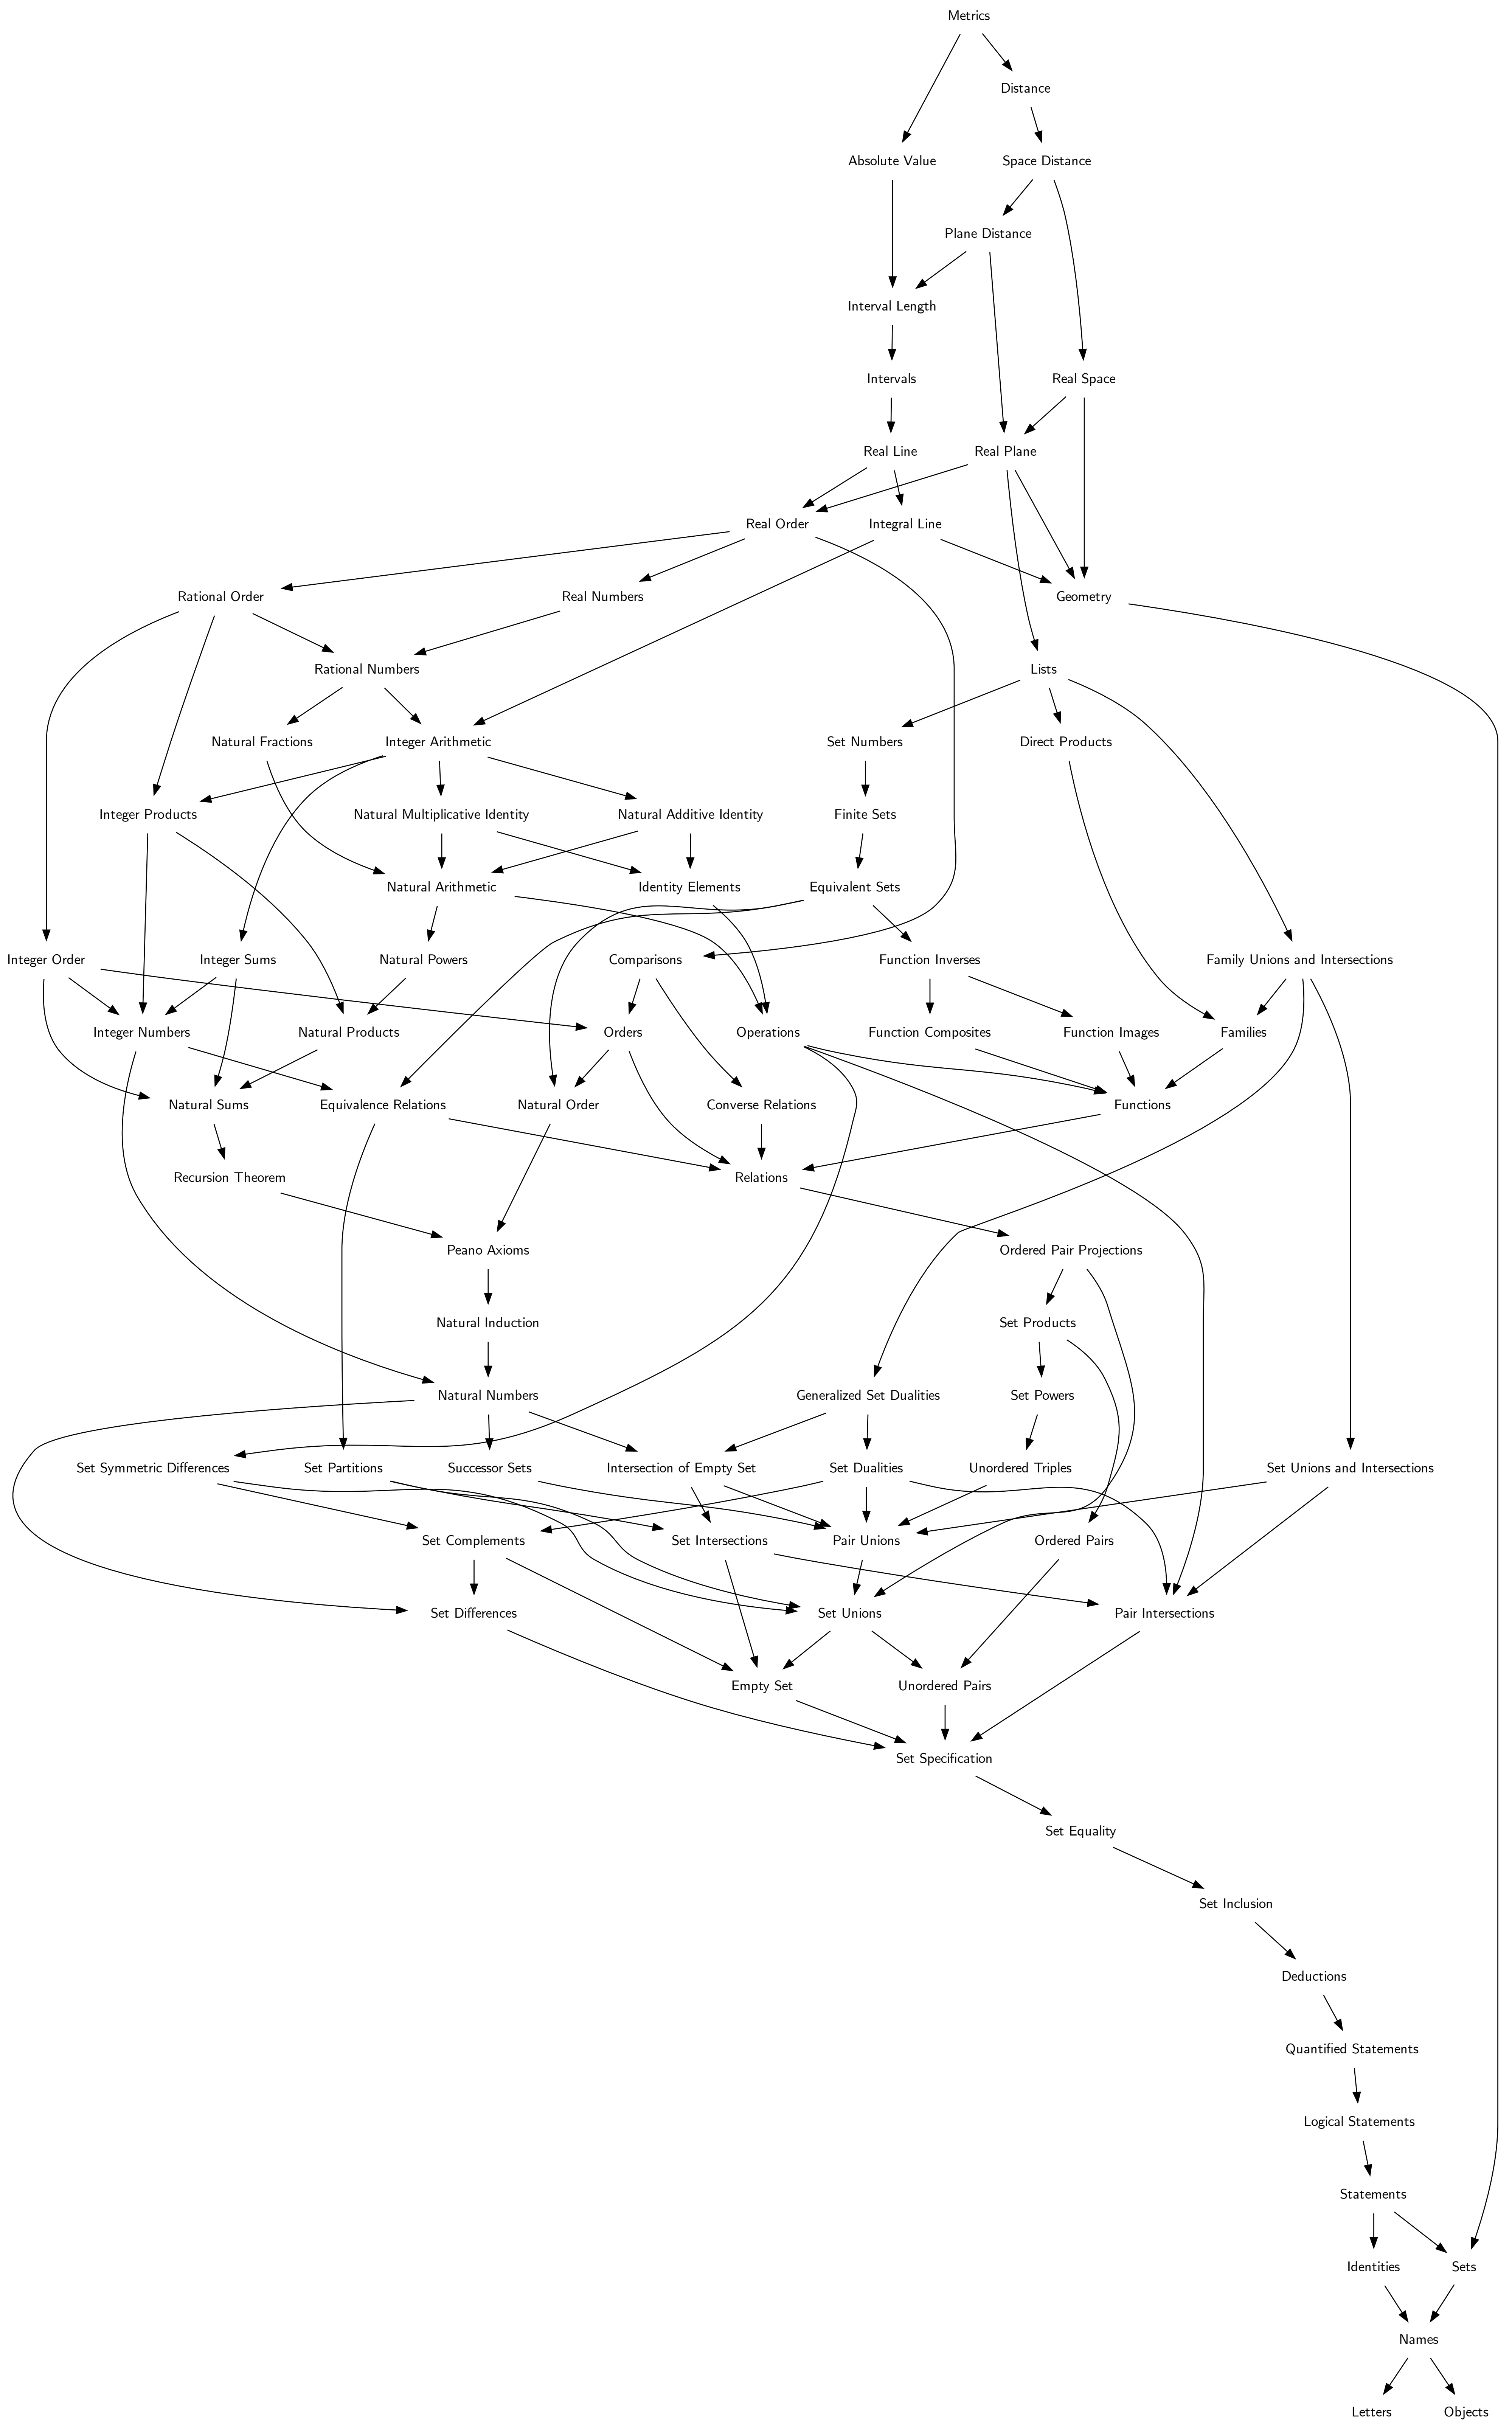 Metrics
Distance
Absolute Value
Space Distance
Plane Distance
Interval Length
Intervals
Real Space
Real Line
Real Plane
Real Order
Integral Line
Rational Order
Real Numbers
Geometry
Rational Numbers
Lists
Natural Fractions
Integer Arithmetic
Set Numbers
Direct Products
Integer Products
Natural Multiplicative Identity
Natural Additive Identity
Finite Sets
Natural Arithmetic
Identity Elements
Equivalent Sets
Integer Order
Integer Sums
Natural Powers
Comparisons
Function Inverses
Family Unions and Intersections
Integer Numbers
Natural Products
Orders
Operations
Function Composites
Function Images
Families
Natural Sums
Equivalence Relations
Natural Order
Converse Relations
Functions
Recursion Theorem
Relations
Peano Axioms
Ordered Pair Projections
Natural Induction
Set Products
Natural Numbers
Generalized Set Dualities
Set Powers
Set Symmetric Differences
Set Partitions
Successor Sets
Intersection of Empty Set
Set Dualities
Unordered Triples
Set Unions and Intersections
Set Complements
Set Intersections
Pair Unions
Ordered Pairs
Set Differences
Set Unions
Pair Intersections
Empty Set
Unordered Pairs
Set Specification
Set Equality
Set Inclusion
Deductions
Quantified Statements
Logical Statements
Statements
Identities
Sets
Names
Letters
Objects